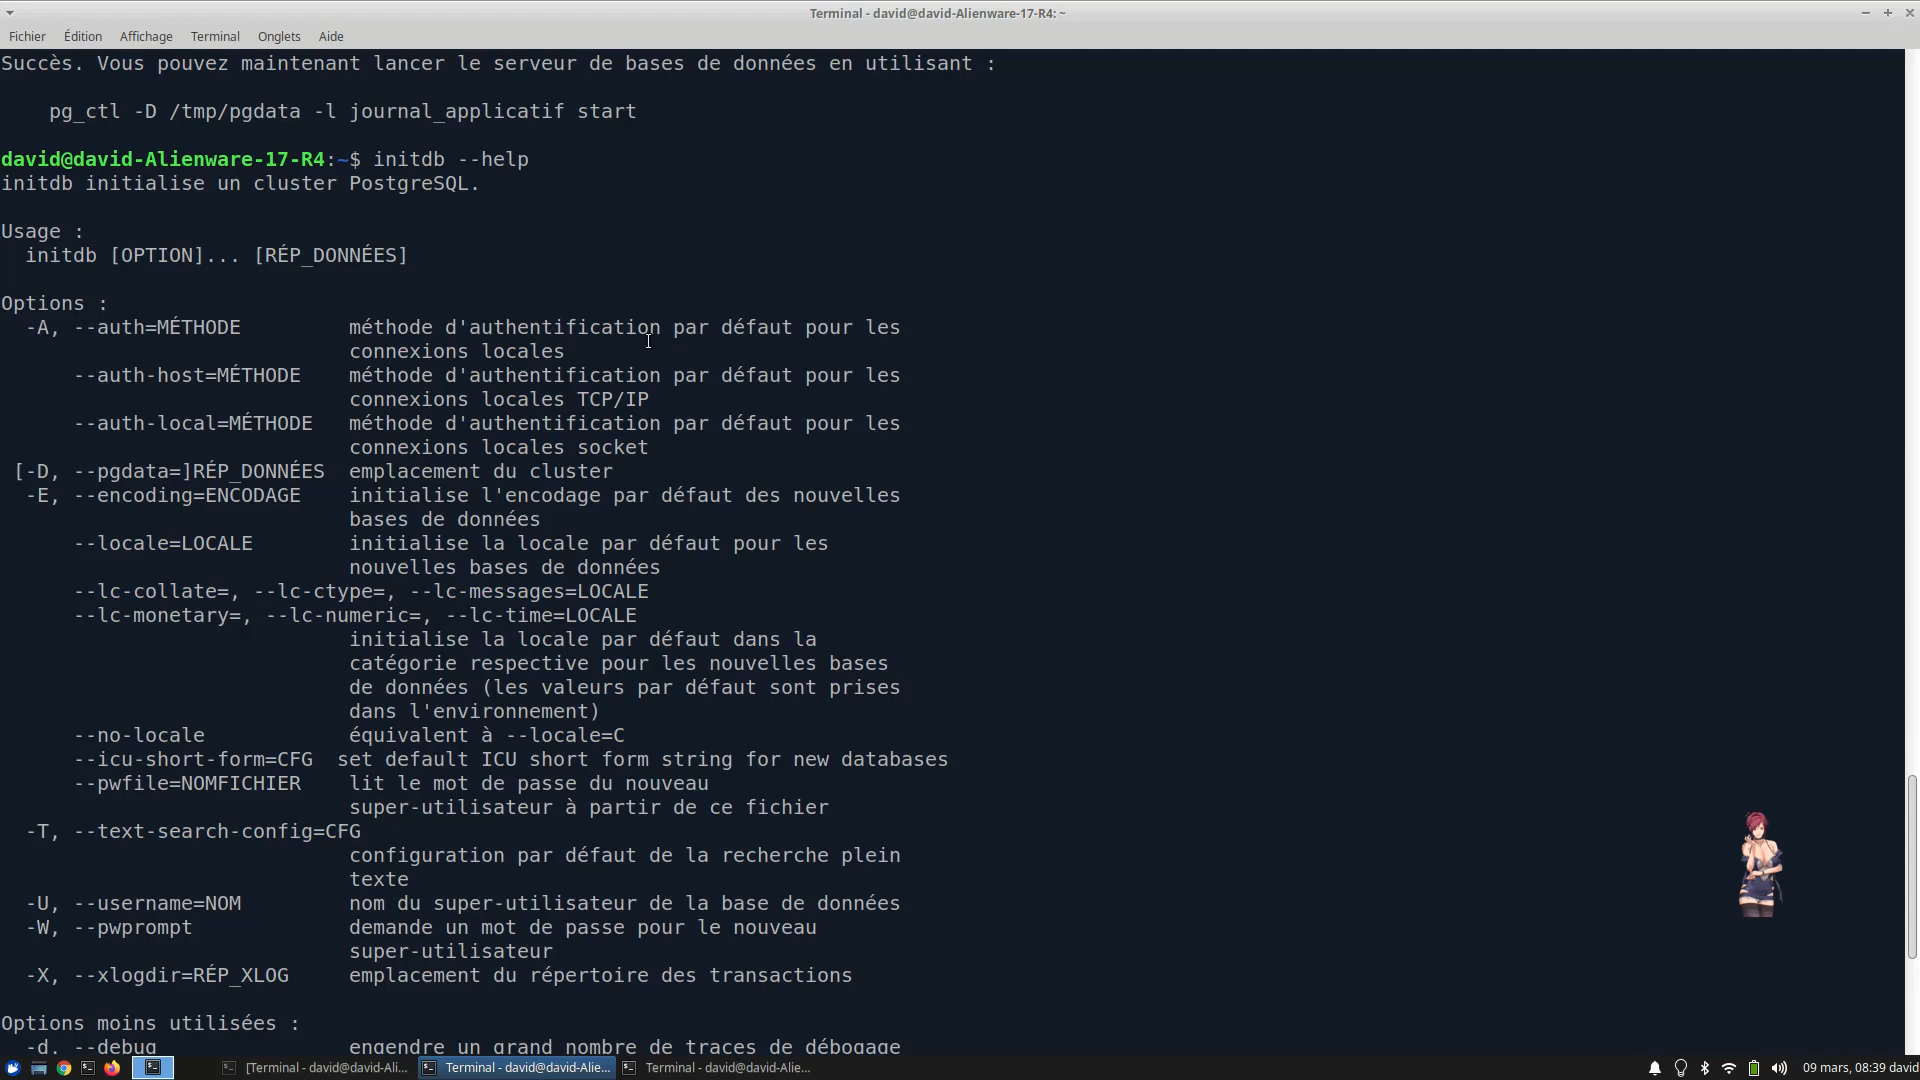 Terminal - david@david-Alienware-17-R4: ~
Fichier Édition Affichage Terminal Onglets Aide
Succès. Vous pouvez maintenant lancer le serveur de bases de données en utilisant :
pg_ctl -D /tmp/pgdata -l journal_applicatif start
david@david-Alienware-17-R4:~$ initdb --help
initdb initialise un cluster PostgreSQL.
Usage :
initdb [OPTION]... [RÉP_DONNÉES]
Options :
-A, --auth=MÉTHODE méthode d'authentification par défaut pour les
connexions locales
--auth-host=MÉTHODE méthode d'authentification par défaut pour les
connexions locales TCP/IP
--auth-local=MÉTHODE méthode d'authentification par défaut pour les
connexions locales socket
[-D, --pgdata=]RÉP_DONNÉES emplacement du cluster
-E, --encoding=ENCODAGE initialise l'encodage par défaut des nouvelles
bases de données
--locale=LOCALE initialise la locale par défaut pour les
nouvelles bases de données
--lc-collate=, --lc-ctype=, --lc-messages=LOCALE
--lc-monetary=, --lc-numeric=, --lc-time=LOCALE
initialise la locale par défaut dans la
catégorie respective pour les nouvelles bases
de données (les valeurs par défaut sont prises
dans l'environnement)
--no-locale équivalent à --locale=C
--icu-short-form=CFG set default ICU short form string for new databases
--pwfile=NOMFICHIER lit le mot de passe du nouveau
super-utilisateur à partir de ce fichier
-T, --text-search-config=CFG
configuration par défaut de la recherche plein
texte
-U, --username=NOM nom du super-utilisateur de la base de données
-W, --pwprompt demande un mot de passe pour le nouveau
super-utilisateur
-X, --xlogdir=RÉP_XLOG emplacement du répertoire des transactions
Options moins utilisées :
-d, --debug engendre un grand nombre de traces de débogage
[Terminal - david@david-Ali... Terminal - david@david-Alie... Terminal - david@david-Alie... 09 mars, 08:39 david